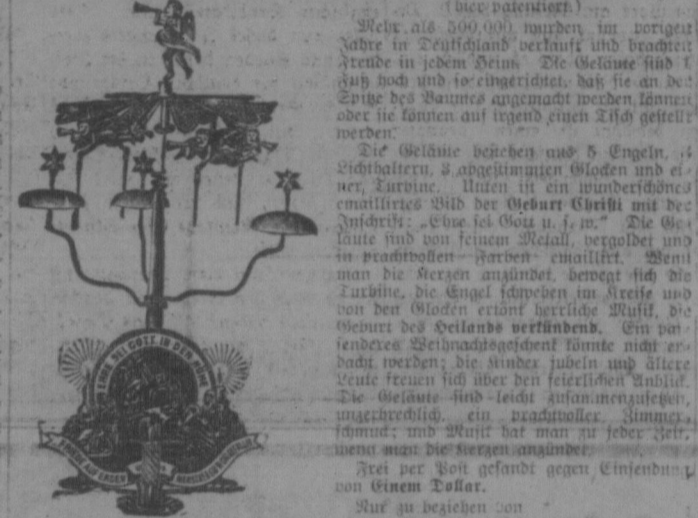 (hier patentiert.)
Mehr als 500,000 wurden im vorigen
Jahre in Deutschland verkauft und brachten
Freude in jedem Heim. Die Geläute sind 1
Fuß hoch und so eingerichtet, daß sie an der
Spitze des Baumes angemacht werden können
oder sie können auf irgend einen Tisch gestellt
werden.
Die Geläute bestehen aus 5 Engeln,
Lichthaltern, 3 abgestimmten Glocken und ei-
ner, Turbine. Unten ist ein wunderschönes
emaillirtes Bild der Geburt Christi mit der
Inschrift: „Ehre sei Gott u. s. w.“ Die Ge-
läute sind von feinem Metall, vergoldet und
in prachtvollen Farben emaillirt. Wenn
man die Kerzen anzündet, bewegt sich die
Turbine, die Engel schweben im Kreise und
von den Glocken ertönt herrliche Musik, die
Geburt des Heilands verkündend. Ein pas-
senderes Weihnachtsgeschenk könnte nicht er-
dacht werden; die Kinder jubeln und ältere
Leute freuen sich über den feierlichen Anblick.
Die Geläute sind leicht zusammenzusetzen,
unzerbrechlich, ein prachtvoller Zimmer-
schmuck; und Musik hat man zu jeder Zeit,
wenn man die Kerzen anzündet.
Frei per Post gesandt gegen Einsendung
von Einem Dollar.
Nur zu beziehen von
EHRE SEI GOTT IN DER HÖHE
FRIEDE AUF ERDEN